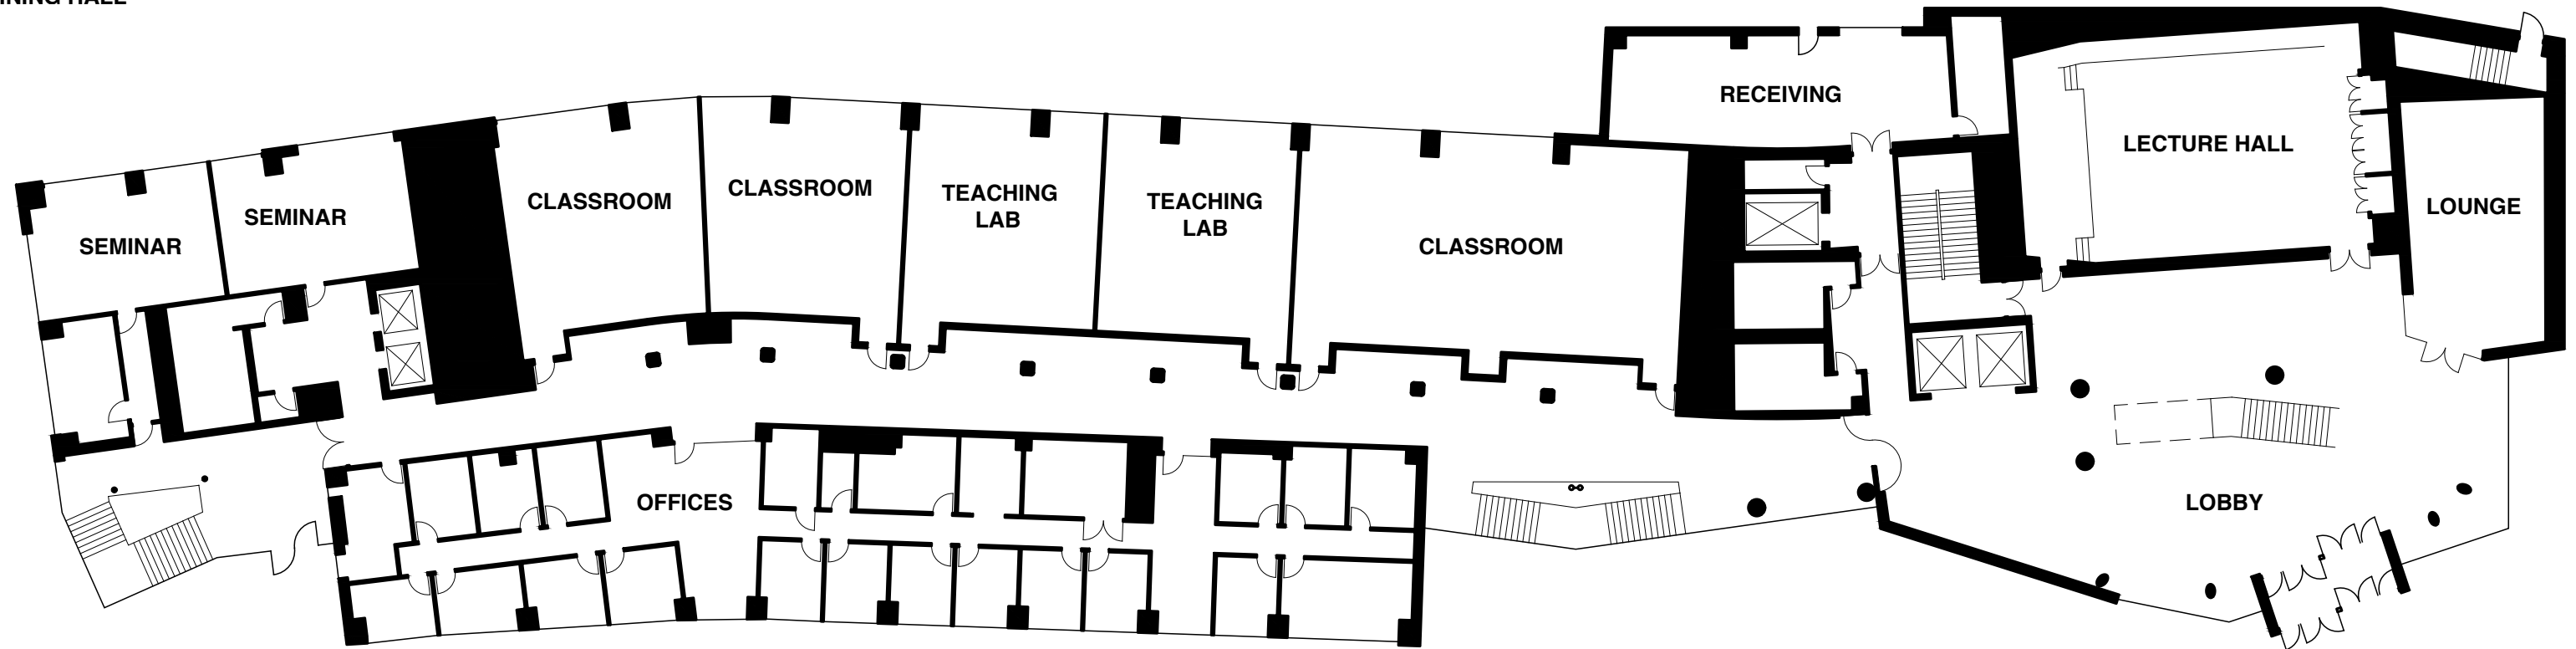 RECEIVING
LECTURE HALL
CLASSROOM
CLASSROOM
TEACHING
LAB
TEACHING
LAB
LOUNGE
SEMINAR
SEMINAR
CLASSROOM
OFFICES
LOBBY